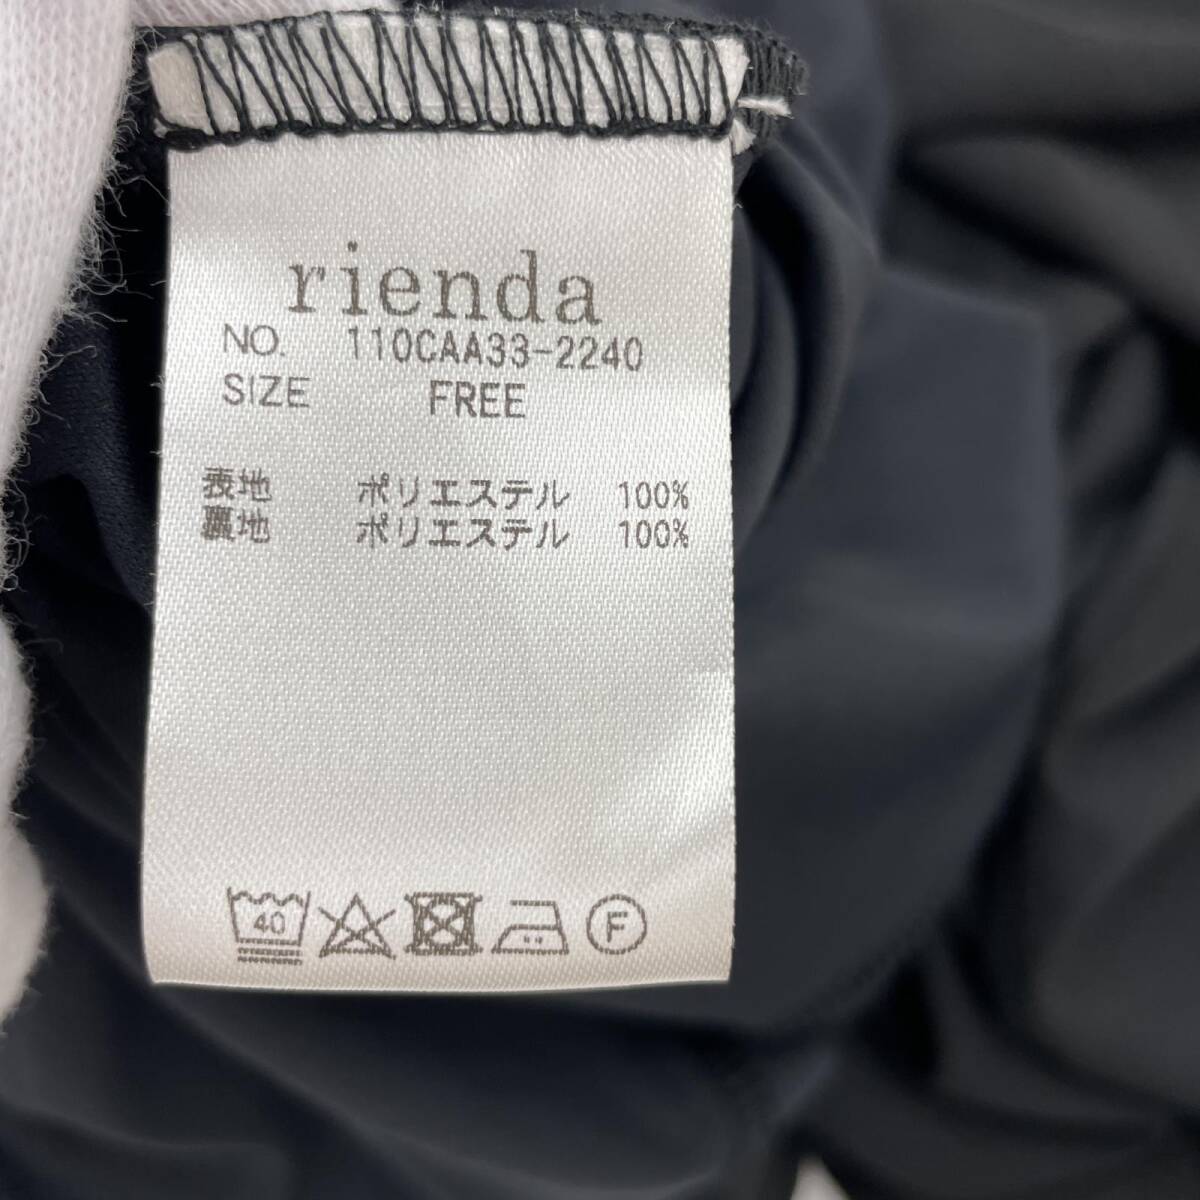 rienda
NO. 110CAA33-2240
SIZE FREE
表地 ポリエステル 100%
裏地 ポリエステル 100%
40 F